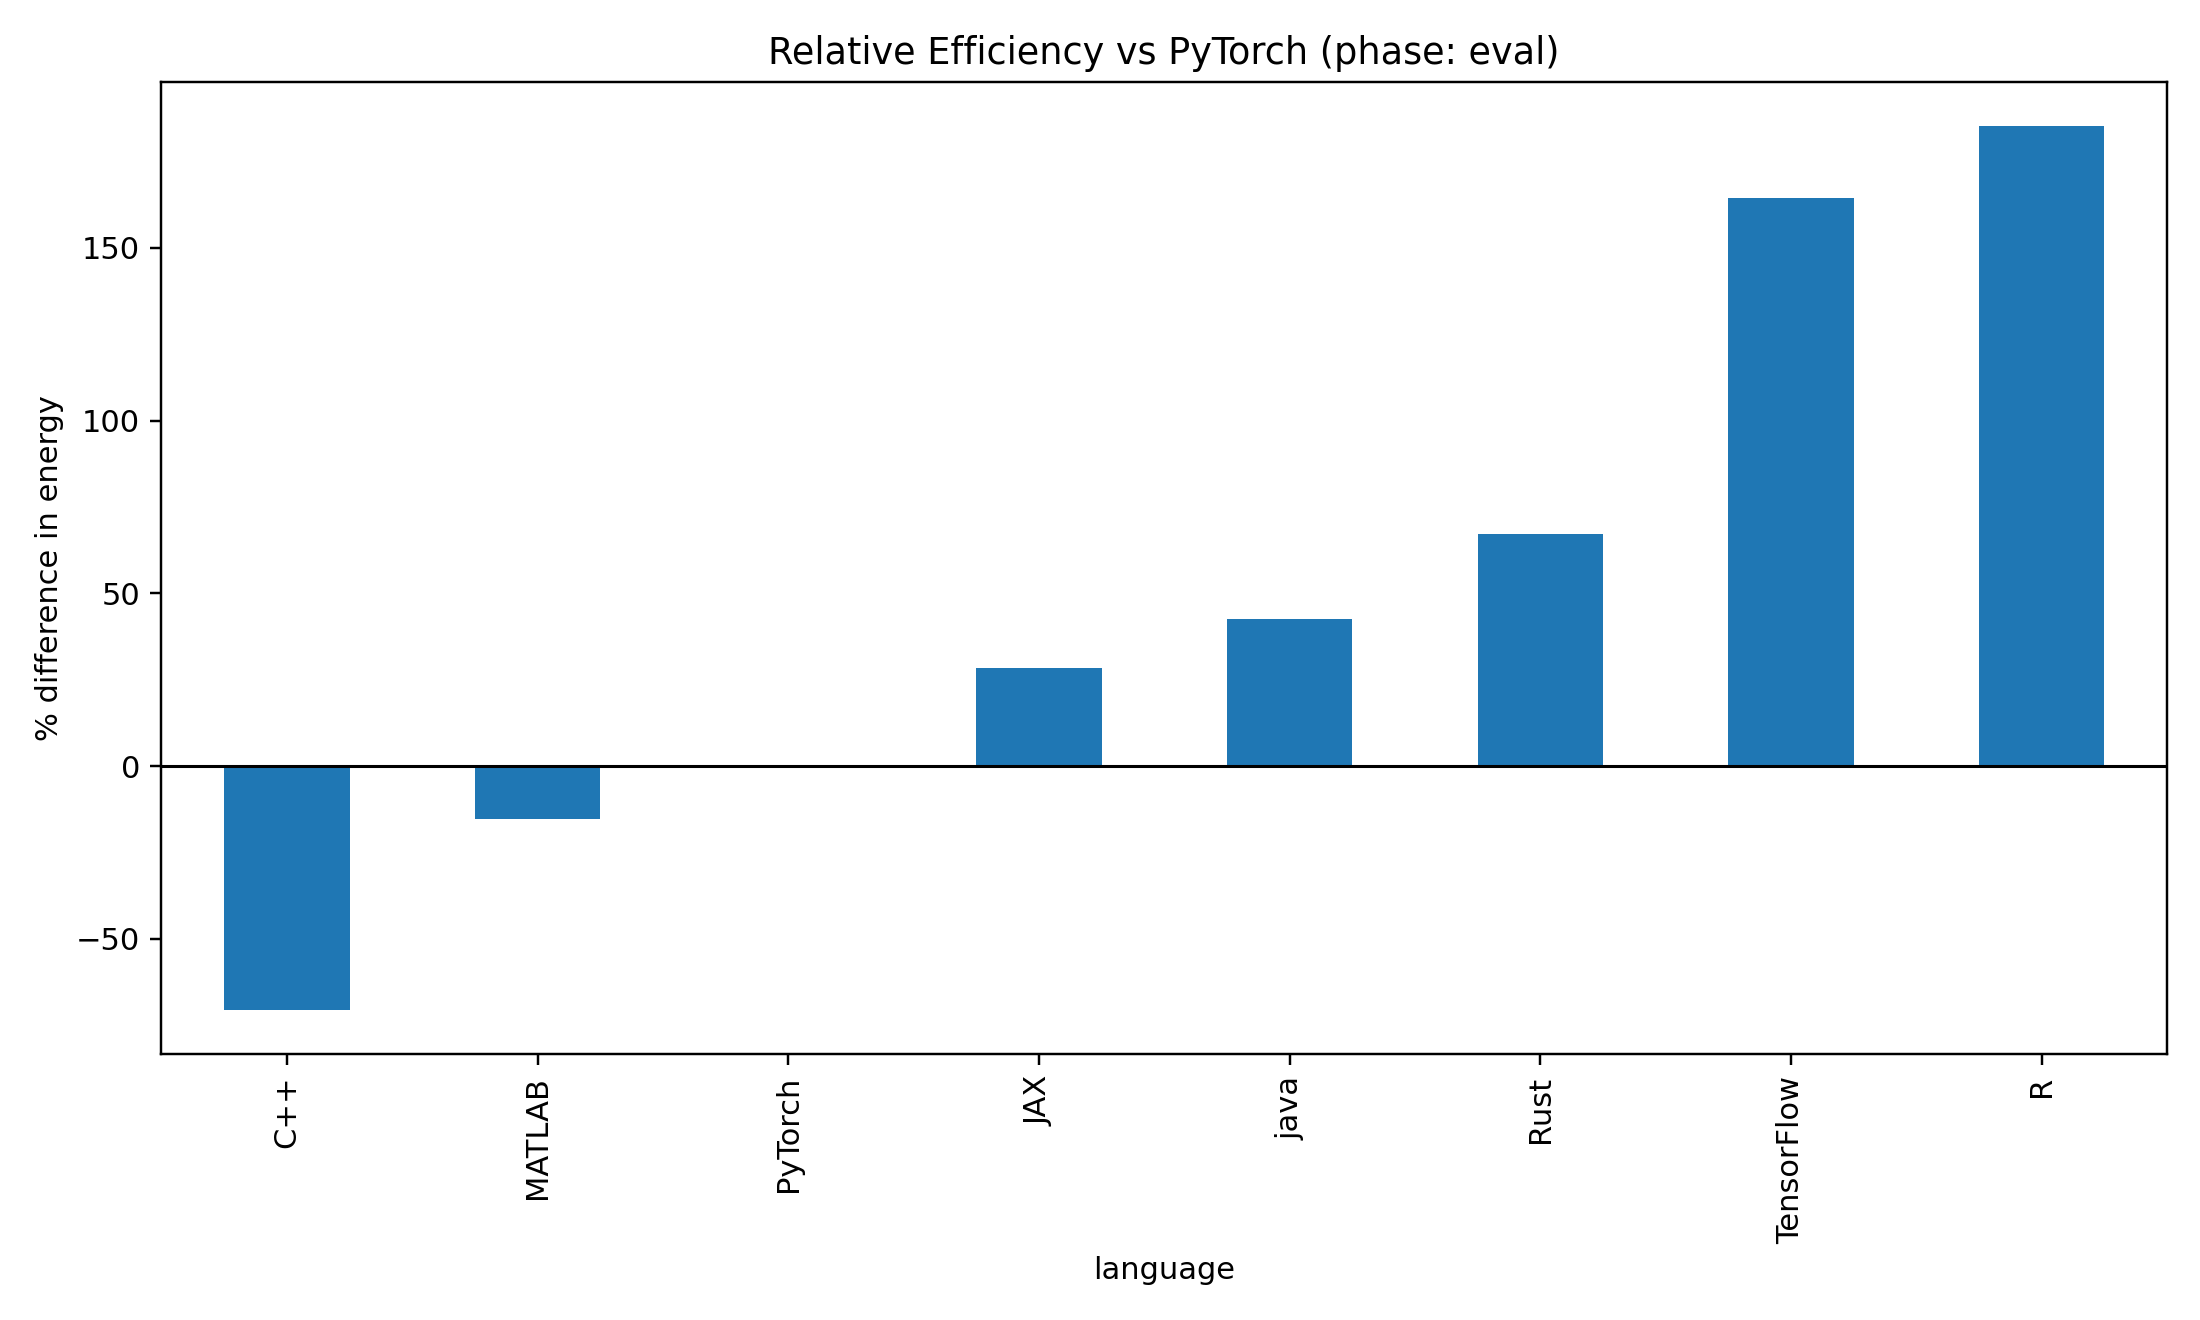 Relative Efficiency vs PyTorch (phase: eval)
% difference in energy
150
100
50
0
−50
C++
MATLAB
PyTorch
JAX
java
Rust
TensorFlow
R
language